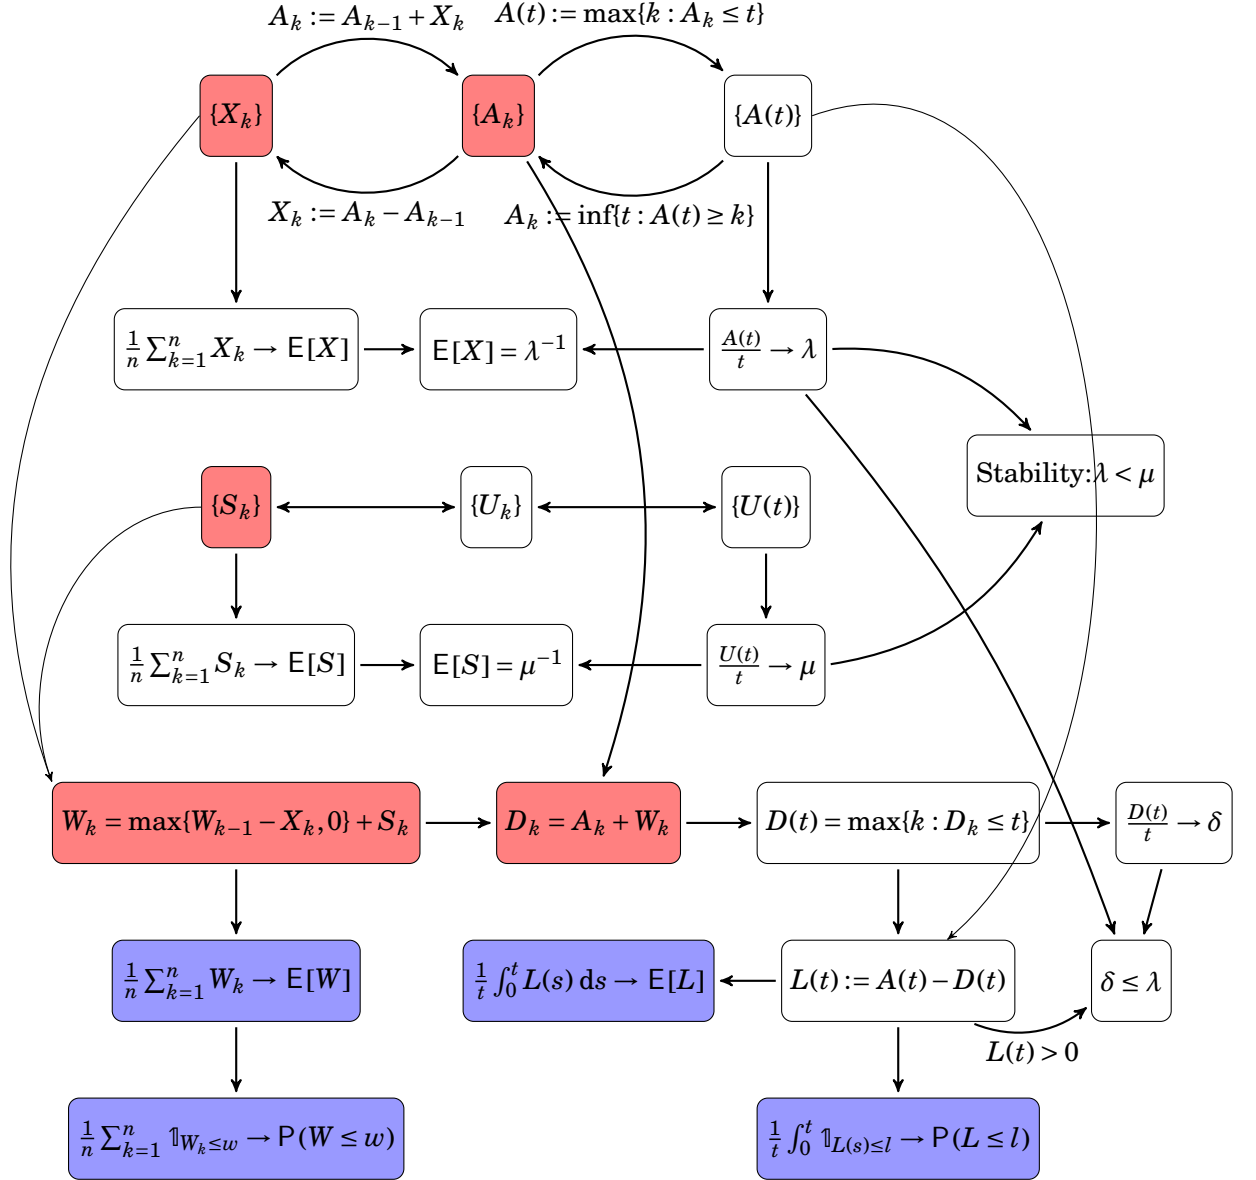 A_k := A_{k−1} + X_k
A(t) := max{k : A_k ≤ t}
{X_k}
{A_k}
{A(t)}
X_k := A_k − A_{k−1}
A_k := inf{t : A(t) ≥ k}
1/n ∑_{k=1}^n X_k → E[X]
E[X] = λ^{−1}
A(t)/t → λ
Stability: λ < μ
{S_k}
{U_k}
{U(t)}
1/n ∑_{k=1}^n S_k → E[S]
E[S] = μ^{−1}
U(t)/t → μ
W_k = max{W_{k−1} − X_k, 0} + S_k
D_k = A_k + W_k
D(t) = max{k : D_k ≤ t}
D(t)/t → δ
1/n ∑_{k=1}^n W_k → E[W]
1/t ∫_0^t L(s) ds → E[L]
L(t) := A(t) − D(t)
δ ≤ λ
L(t) > 0
1/n ∑_{k=1}^n 𝟙_{W_k ≤ w} → P(W ≤ w)
1/t ∫_0^t 𝟙_{L(s) ≤ l} → P(L ≤ l)